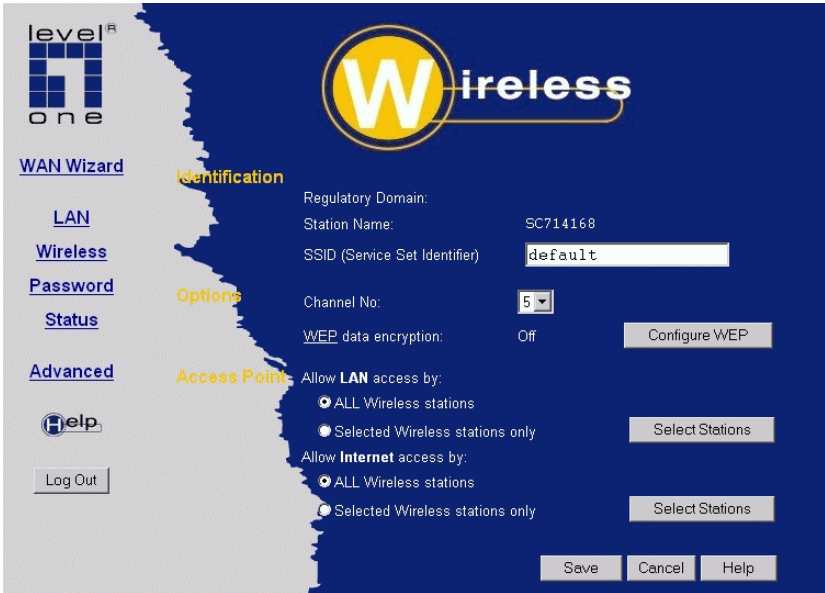 level®
one
Wireless
WAN Wizard
LAN
Wireless
Password
Status
Advanced
Help
Log Out
Identification
Regulatory Domain:
Station Name: SC714168
SSID (Service Set Identifier) default
Options
Channel No: 5
WEP data encryption: Off Configure WEP
Access Point
Allow LAN access by:
ALL Wireless stations
Selected Wireless stations only Select Stations
Allow Internet access by:
ALL Wireless stations
Selected Wireless stations only Select Stations
Save Cancel Help